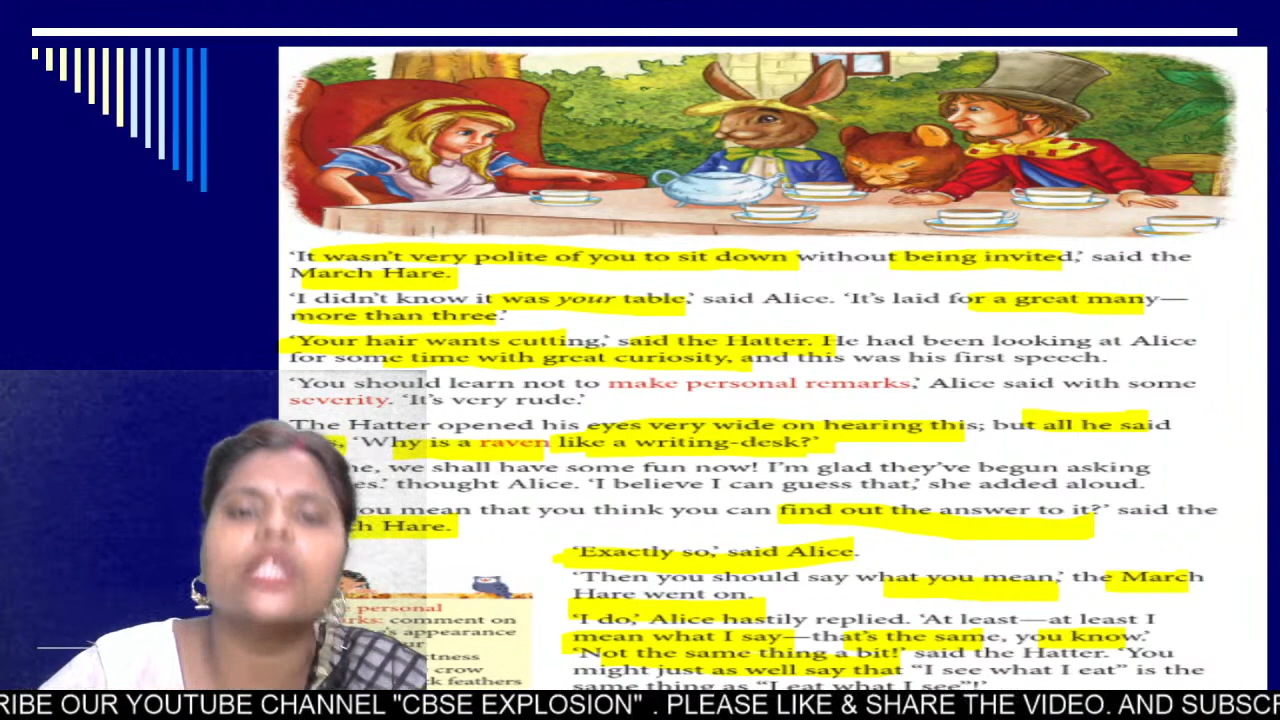 ‘It wasn’t very polite of you to sit down without being invited,’ said the
March Hare.
‘I didn’t know it was your table,’ said Alice. ‘It’s laid for a great many—
more than three.’
‘Your hair wants cutting,’ said the Hatter. He had been looking at Alice
for some time with great curiosity, and this was his first speech.
‘You should learn not to make personal remarks,’ Alice said with some
severity. ‘It’s very rude.’
The Hatter opened his eyes very wide on hearing this; but all he said
‘Why is a raven like a writing-desk?’
we shall have some fun now! I’m glad they’ve begun asking
thought Alice. ‘I believe I can guess that,’ she added aloud.
you mean that you think you can find out the answer to it?’ said the
Hare.
‘Exactly so,’ said Alice.
‘Then you should say what you mean,’ the March
Hare went on.
‘I do,’ Alice hastily replied. ‘At least—at least I
mean what I say—that’s the same, you know.’
‘Not the same thing a bit!’ said the Hatter. ‘You
might just as well say that “I see what I eat” is the
same thing as “I eat what I see”!’
personal
comment on
appearance
crow
feathers
RIBE OUR YOUTUBE CHANNEL "CBSE EXPLOSION" . PLEASE LIKE & SHARE THE VIDEO. AND SUBSCR